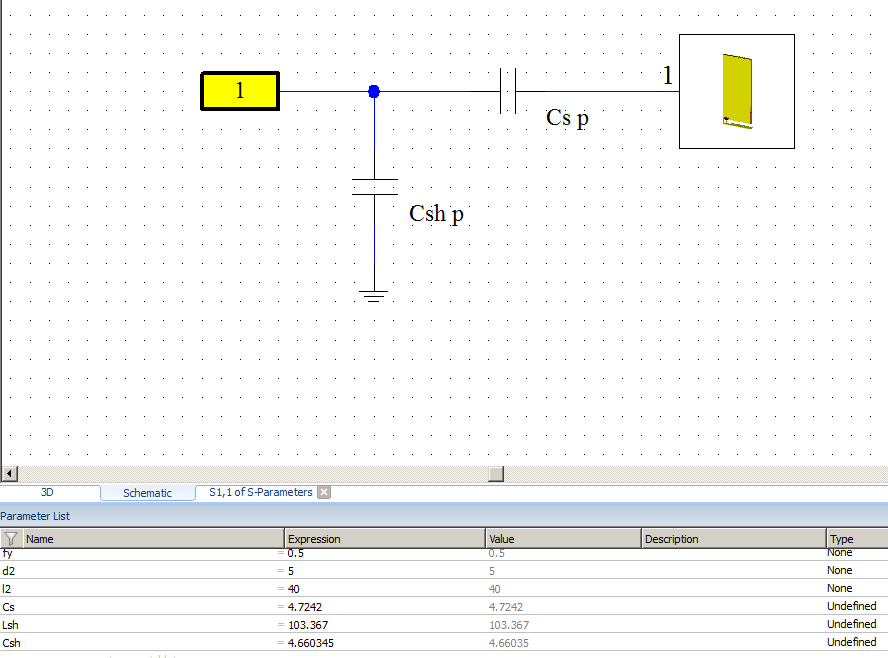 1
1
Cs p
Csh p
3D Schematic S1,1 of S-Parameters
Parameter List
Name Expression Value Description Type
fy = 0.5 0.5 None
d2 = 5 5 None
l2 = 40 40 None
Cs = 4.7242 4.7242 Undefined
Lsh = 103.367 103.367 Undefined
Csh = 4.660345 4.66035 Undefined